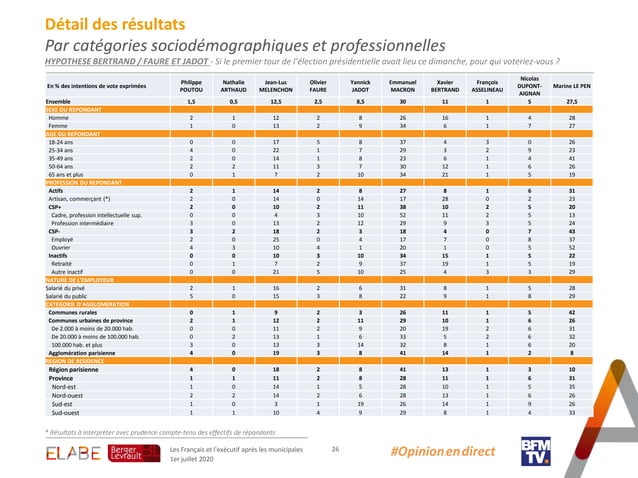 Détail des résultats
Par catégories sociodémographiques et professionnelles
HYPOTHESE BERTRAND / FAURE ET JADOT - Si le premier tour de l'élection présidentielle avait lieu ce dimanche, pour qui voteriez-vous ?
En % des intentions de vote exprimées Philippe POUTOU Nathalie ARTHAUD Jean-Luc MELENCHON Olivier FAURE Yannick JADOT Emmanuel MACRON Xavier BERTRAND François ASSELINEAU Nicolas DUPONT-AIGNAN Marine LE PEN
Ensemble 1,5 0,5 12,5 2,5 8,5 30 11 1 5 27,5
SEXE DU REPONDANT
Homme 2 1 12 2 8 26 16 1 4 28
Femme 1 0 13 2 9 34 6 1 7 27
AGE DU REPONDANT
18-24 ans 0 0 17 5 8 37 4 3 0 26
25-34 ans 4 0 22 1 7 29 3 2 9 23
35-49 ans 2 0 14 1 8 23 6 1 4 41
50-64 ans 2 2 11 3 7 30 12 1 6 26
65 ans et plus 0 1 7 2 10 34 21 1 5 19
PROFESSION DU REPONDANT
Actifs 2 1 14 2 8 27 8 1 6 31
Artisan, commerçant (*) 2 0 14 0 14 17 28 0 2 23
CSP+ 2 0 10 2 11 38 10 2 5 20
Cadre, profession intellectuelle sup. 0 0 4 3 10 52 11 2 5 13
Profession intermédiaire 3 0 13 2 12 29 9 3 5 24
CSP- 3 2 18 2 3 18 4 0 7 43
Employé 2 0 25 0 4 17 7 0 8 37
Ouvrier 4 3 10 4 1 20 1 0 5 52
Inactifs 0 0 10 3 10 34 15 1 5 22
Retraité 0 1 7 2 9 37 19 1 5 19
Autre Inactif 0 0 21 5 10 25 4 3 3 29
NATURE DE L'EMPLOYEUR
Salarié du privé 2 1 16 2 6 31 8 1 5 28
Salarié du public 5 0 15 3 8 22 9 1 8 29
CATEGORIE D'AGGLOMERATION
Communes rurales 0 1 9 2 3 26 11 1 5 42
Communes urbaines de province 2 1 12 2 11 29 10 1 6 26
De 2.000 à moins de 20.000 hab. 0 0 11 2 9 20 19 2 6 31
De 20.000 à moins de 100.000 hab. 0 2 13 1 6 33 5 2 6 32
100.000 hab. et plus 3 0 13 3 14 32 8 1 6 20
Agglomération parisienne 4 0 19 3 8 41 14 1 2 8
REGION DE RESIDENCE
Région parisienne 4 0 18 2 8 41 13 1 3 10
Province 1 1 11 2 8 28 11 1 6 31
Nord-est 1 0 14 1 5 28 10 1 5 35
Nord-ouest 2 2 14 2 6 28 13 1 6 26
Sud-est 1 0 3 1 19 26 14 1 9 26
Sud-ouest 1 1 10 4 9 29 8 1 4 33
* Résultats à interpréter avec prudence compte-tenu des effectifs de répondants
ELABE
Berger Levrault
Les Français et l'exécutif après les municipales
1er juillet 2020
26
#Opinionendirect
BFM TV.